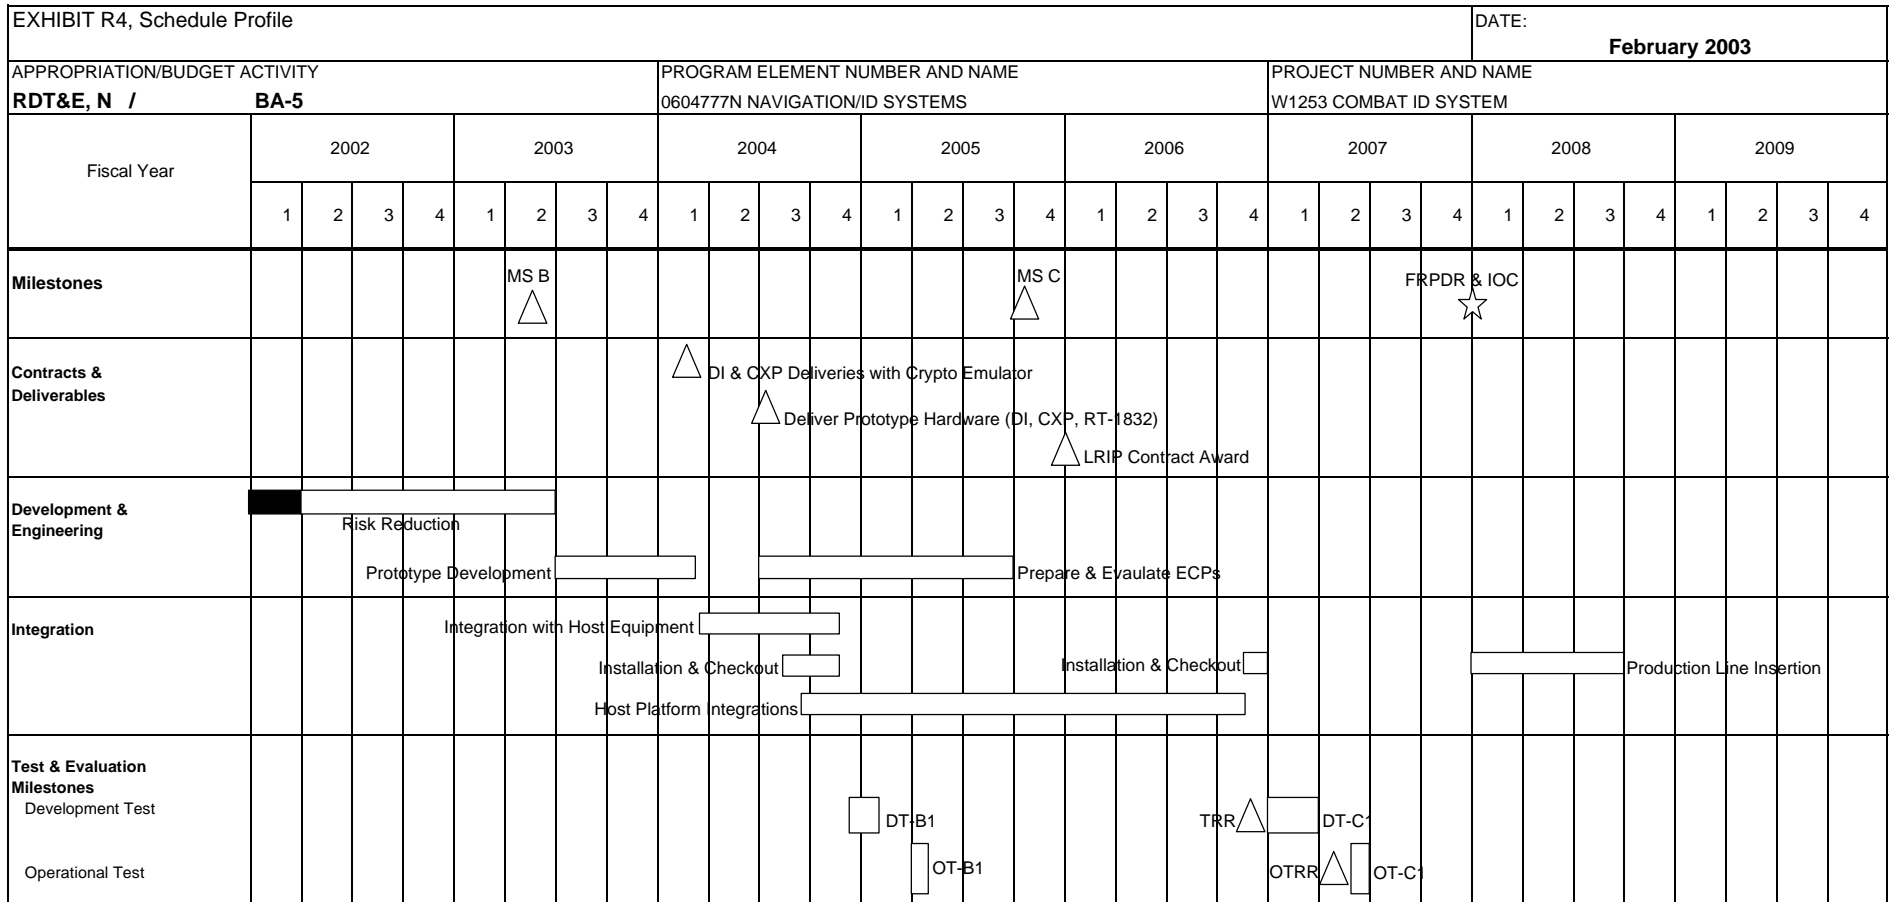 EXHIBIT R4, Schedule Profile
DATE:
February 2003
APPROPRIATION/BUDGET ACTIVITY
PROGRAM ELEMENT NUMBER AND NAME
PROJECT NUMBER AND NAME
RDT&E, N / BA-5
0604777N NAVIGATION/ID SYSTEMS
W1253 COMBAT ID SYSTEM
Fiscal Year
2002 2003 2004 2005 2006 2007 2008 2009
1 2 3 4 1 2 3 4 1 2 3 4 1 2 3 4 1 2 3 4 1 2 3 4 1 2 3 4 1 2 3 4
Milestones
MS B
MS C
FRPDR & IOC
Contracts &
Deliverables
DI & CXP Deliveries with Crypto Emulator
Deliver Prototype Hardware (DI, CXP, RT-1832)
LRIP Contract Award
Development &
Engineering
Risk Reduction
Prototype Development
Prepare & Evaulate ECPs
Integration
Integration with Host Equipment
Installation & Checkout
Installation & Checkout
Production Line Insertion
Host Platform Integrations
Test & Evaluation
Milestones
Development Test
DT-B1
TRR
DT-C1
Operational Test
OT-B1
OTRR
OT-C1